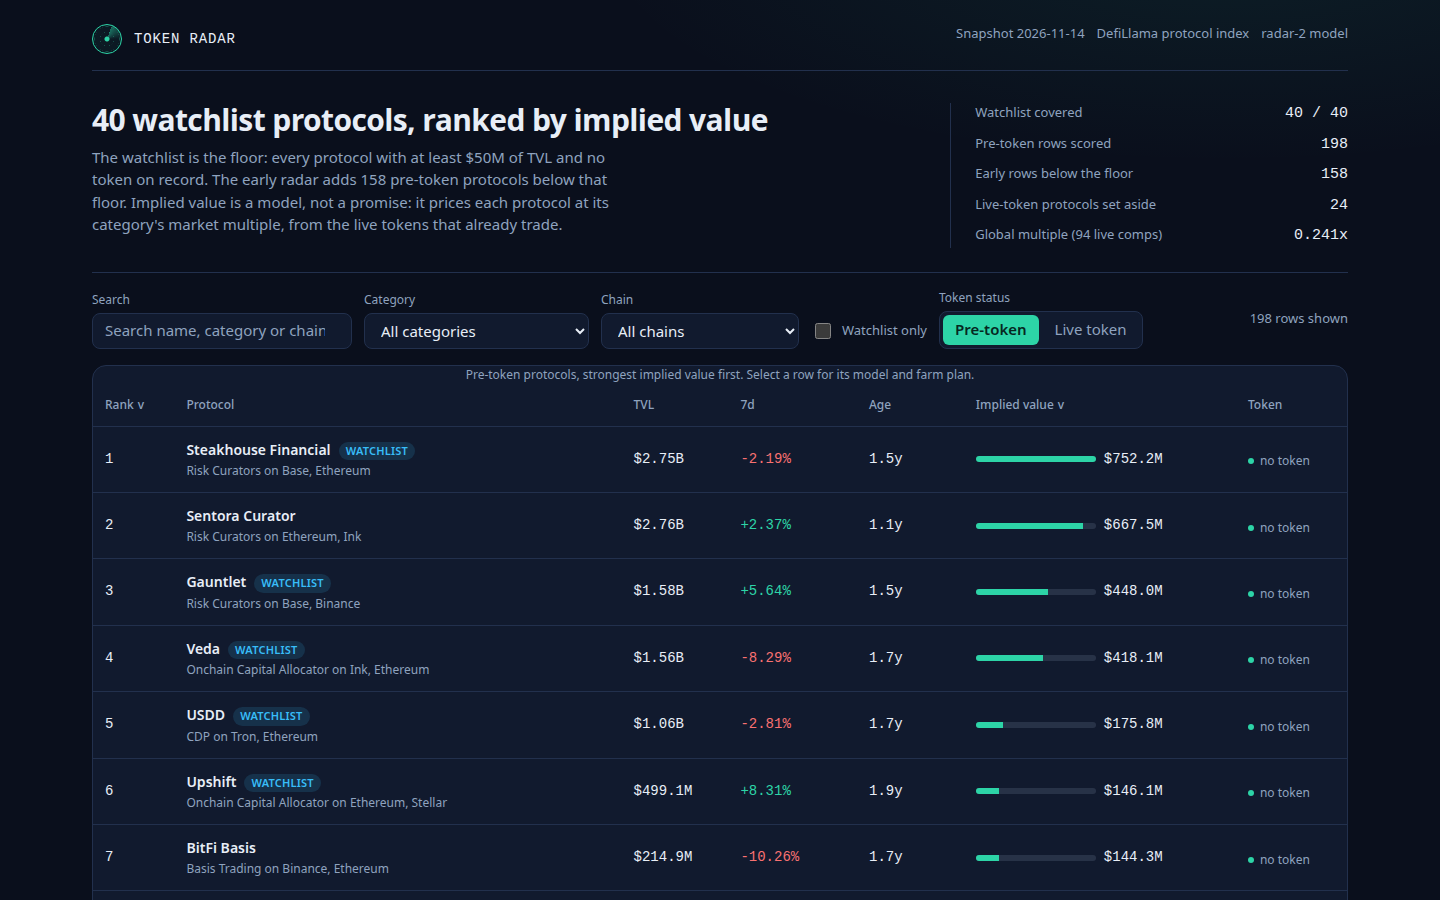 TOKEN RADAR
Snapshot 2026-11-14 DefiLlama protocol index radar-2 model
40 watchlist protocols, ranked by implied value
The watchlist is the floor: every protocol with at least $50M of TVL and no
token on record. The early radar adds 158 pre-token protocols below that
floor. Implied value is a model, not a promise: it prices each protocol at its
category's market multiple, from the live tokens that already trade.
Watchlist covered 40 / 40
Pre-token rows scored 198
Early rows below the floor 158
Live-token protocols set aside 24
Global multiple (94 live comps) 0.241x
Search Category Chain Token status
Search name, category or chain All categories All chains Watchlist only Pre-token Live token 198 rows shown
Pre-token protocols, strongest implied value first. Select a row for its model and farm plan.
Rank v Protocol TVL 7d Age Implied value v Token
1 Steakhouse Financial WATCHLIST $2.75B -2.19% 1.5y $752.2M no token
Risk Curators on Base, Ethereum
2 Sentora Curator $2.76B +2.37% 1.1y $667.5M no token
Risk Curators on Ethereum, Ink
3 Gauntlet WATCHLIST $1.58B +5.64% 1.5y $448.0M no token
Risk Curators on Base, Binance
4 Veda WATCHLIST $1.56B -8.29% 1.7y $418.1M no token
Onchain Capital Allocator on Ink, Ethereum
5 USDD WATCHLIST $1.06B -2.81% 1.7y $175.8M no token
CDP on Tron, Ethereum
6 Upshift WATCHLIST $499.1M +8.31% 1.9y $146.1M no token
Onchain Capital Allocator on Ethereum, Stellar
7 BitFi Basis $214.9M -10.26% 1.7y $144.3M no token
Basis Trading on Binance, Ethereum